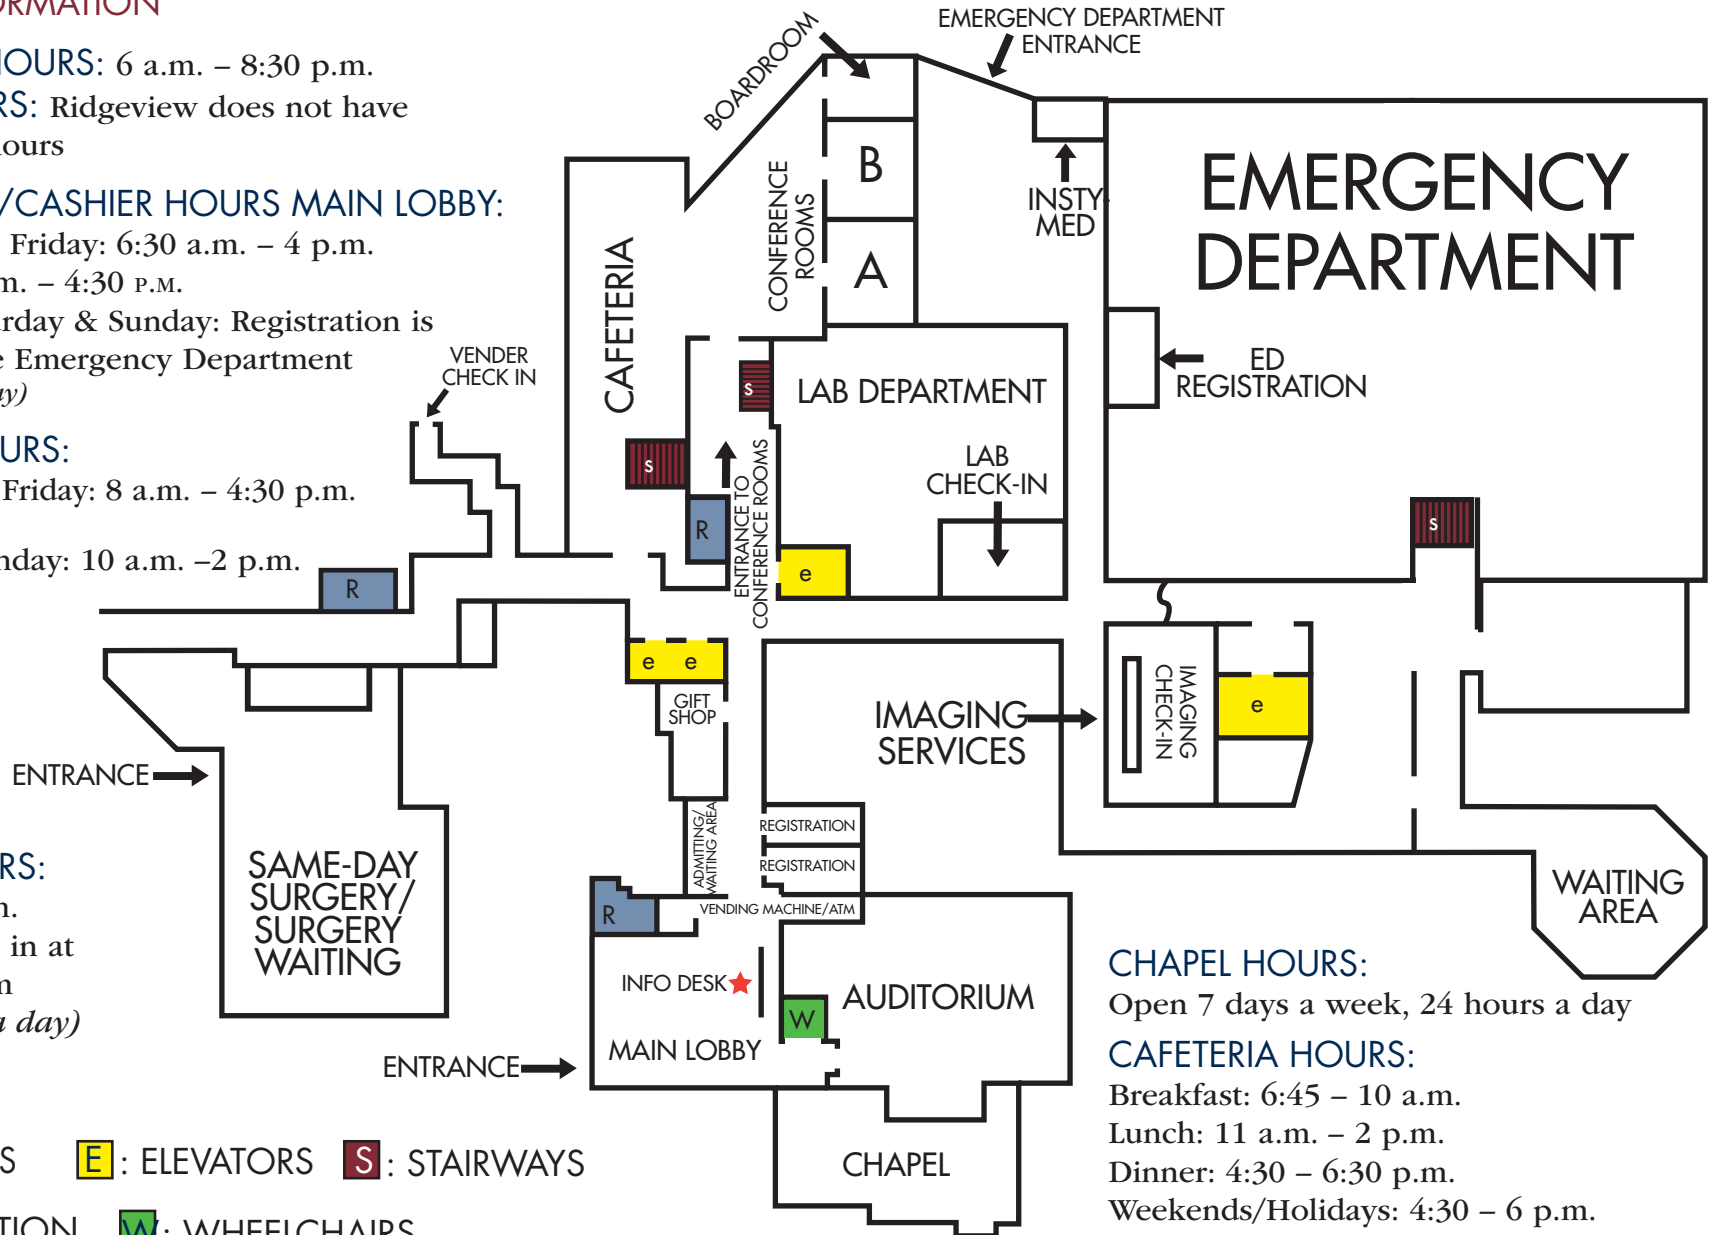 ORMATION
HOURS: 6 a.m. – 8:30 p.m.
RS: Ridgeview does not have
ours
/CASHIER HOURS MAIN LOBBY:
Friday: 6:30 a.m. – 4 p.m.
m. – 4:30 P.M.
rday & Sunday: Registration is
e Emergency Department
ay)
URS:
Friday: 8 a.m. – 4:30 p.m.
nday: 10 a.m. –2 p.m.
RS:
n.
in at
m
a day)
BOARDROOM
EMERGENCY DEPARTMENT
ENTRANCE
B
A
CONFERENCE
ROOMS
INSTY-
MED
EMERGENCY
DEPARTMENT
CAFETERIA
VENDER
CHECK IN
S
LAB DEPARTMENT
ED
REGISTRATION
S
LAB
CHECK-IN
R
ENTRANCE TO
CONFERENCE ROOMS
e
S
R
e e
GIFT
SHOP
IMAGING
SERVICES
IMAGING
CHECK-IN
e
ENTRANCE
ADMITTING/
WAITING AREA
REGISTRATION
REGISTRATION
VENDING MACHINE/ATM
SAME-DAY
SURGERY/
SURGERY
WAITING
R
WAITING
AREA
INFO DESK
W
AUDITORIUM
MAIN LOBBY
ENTRANCE
CHAPEL
CHAPEL HOURS:
Open 7 days a week, 24 hours a day
CAFETERIA HOURS:
Breakfast: 6:45 – 10 a.m.
Lunch: 11 a.m. – 2 p.m.
Dinner: 4:30 – 6:30 p.m.
Weekends/Holidays: 4:30 – 6 p.m.
S E : ELEVATORS S : STAIRWAYS
TION W : WHEELCHAIRS